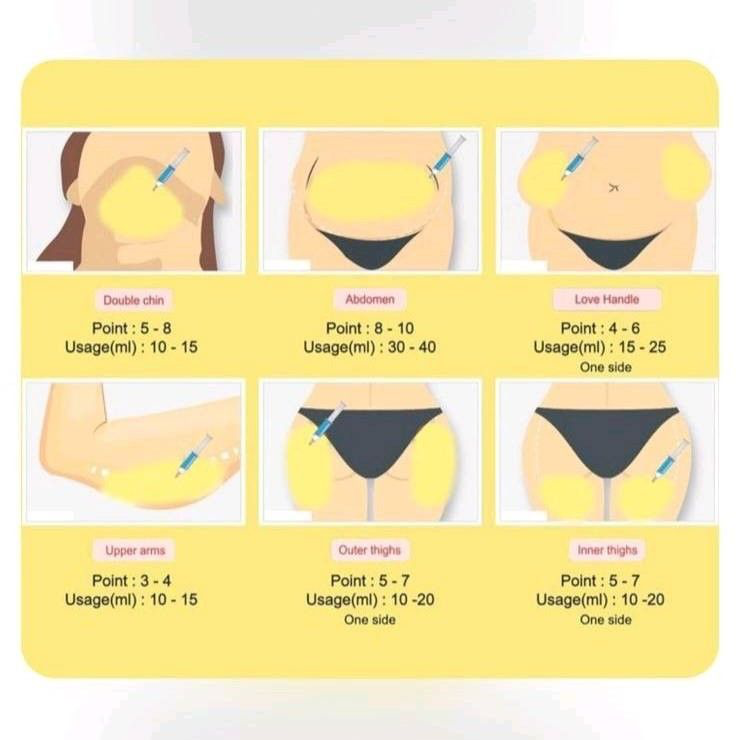 Double chin
Point : 5 - 8
Usage(ml) : 10 - 15
Abdomen
Point : 8 - 10
Usage(ml) : 30 - 40
Love Handle
Point : 4 - 6
Usage(ml) : 15 - 25
One side
Upper arms
Point : 3 - 4
Usage(ml) : 10 - 15
Outer thighs
Point : 5 - 7
Usage(ml) : 10 -20
One side
Inner thighs
Point : 5 - 7
Usage(ml) : 10 -20
One side